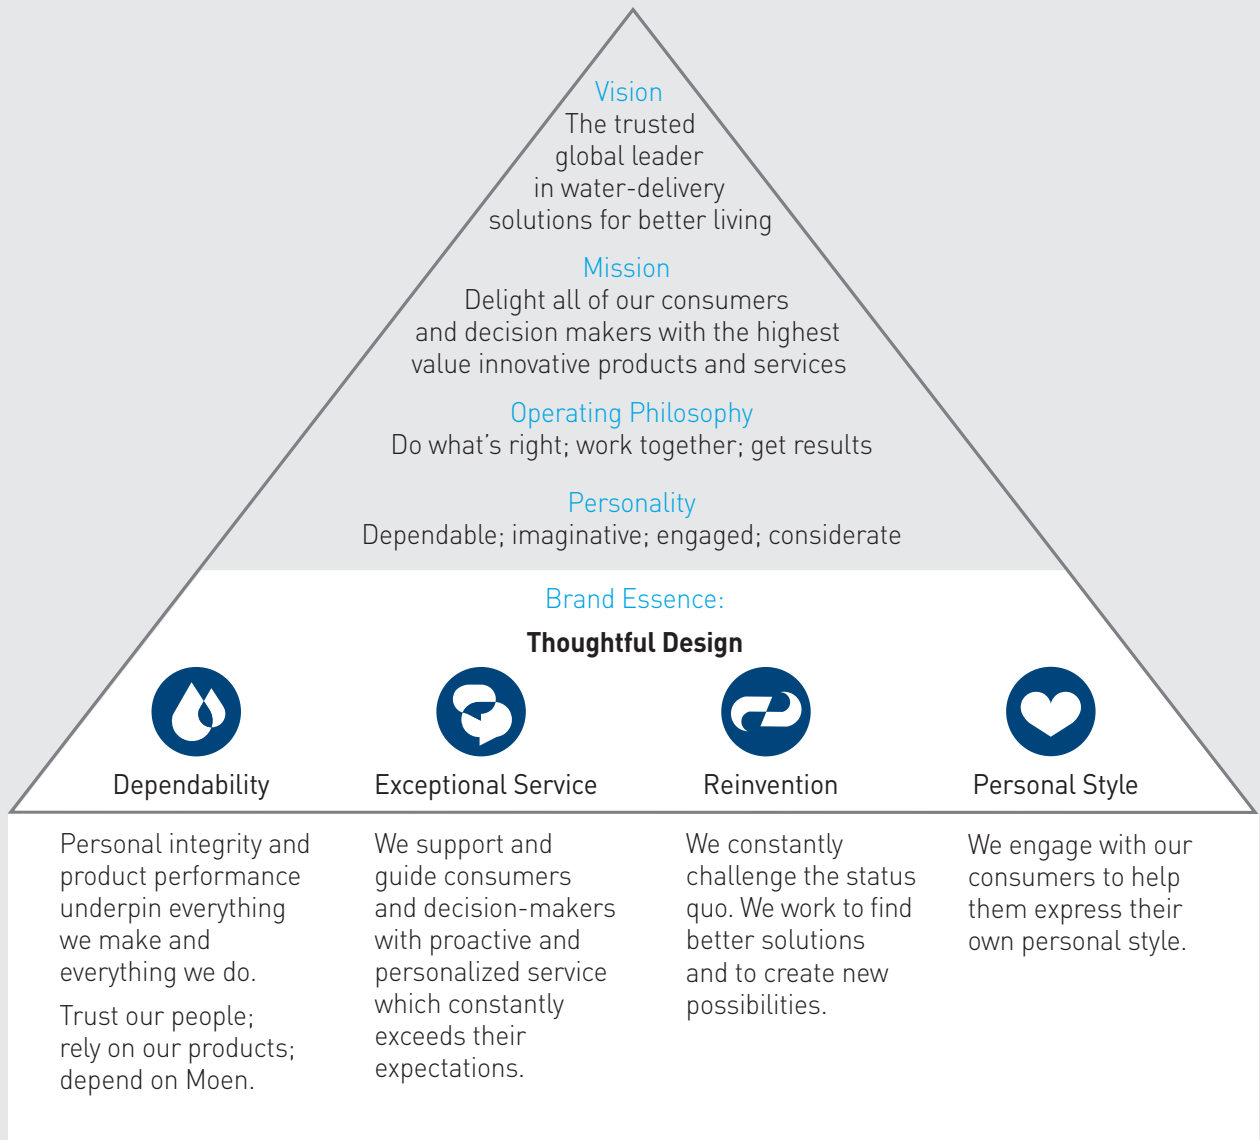 Vision
The trusted
global leader
in water-delivery
solutions for better living
Mission
Delight all of our consumers
and decision makers with the highest
value innovative products and services
Operating Philosophy
Do what's right; work together; get results
Personality
Dependable; imaginative; engaged; considerate
Brand Essence:
Thoughtful Design
Dependability
Personal integrity and
product performance
underpin everything
we make and
everything we do.
Trust our people;
rely on our products;
depend on Moen.
Exceptional Service
We support and
guide consumers
and decision-makers
with proactive and
personalized service
which constantly
exceeds their
expectations.
Reinvention
We constantly
challenge the status
quo. We work to find
better solutions
and to create new
possibilities.
Personal Style
We engage with our
consumers to help
them express their
own personal style.